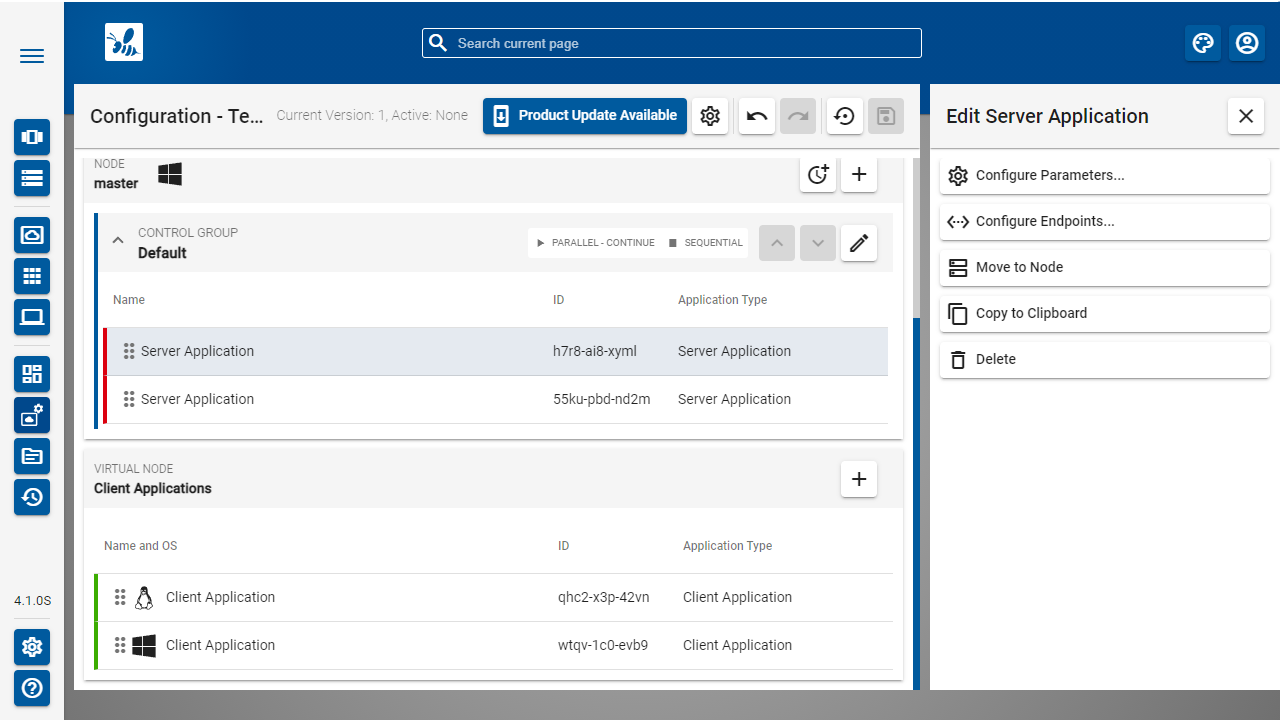 Search current page
Configuration - Te...
Current Version: 1, Active: None
Product Update Available
Edit Server Application
NODE
master
Configure Parameters...
Configure Endpoints...
Move to Node
Copy to Clipboard
Delete
CONTROL GROUP
Default
PARALLEL - CONTINUE
SEQUENTIAL
Name ID Application Type
Server Application h7r8-ai8-xyml Server Application
Server Application 55ku-pbd-nd2m Server Application
VIRTUAL NODE
Client Applications
Name and OS ID Application Type
Client Application qhc2-x3p-42vn Client Application
Client Application wtqv-1c0-evb9 Client Application
4.1.0S